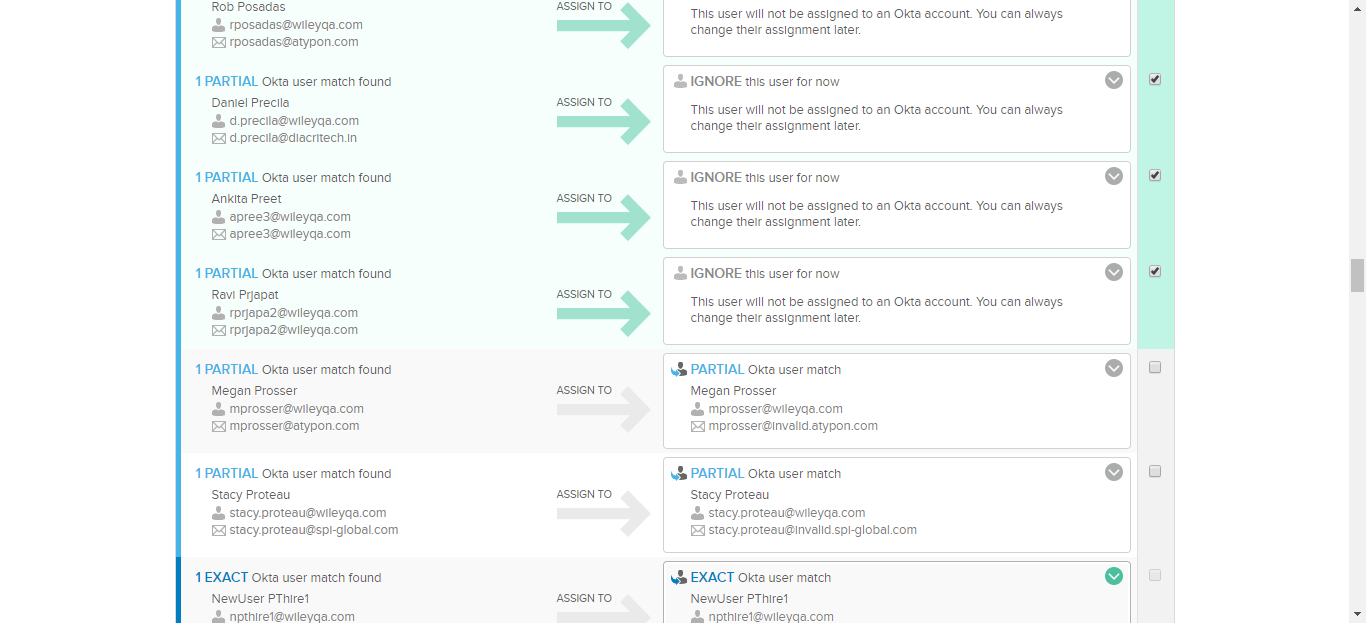 Rob Posadas
rposadas@wileyqa.com
rposadas@atypon.com
ASSIGN TO
This user will not be assigned to an Okta account. You can always
change their assignment later.
1 PARTIAL Okta user match found
Daniel Precila
d.precila@wileyqa.com
d.precila@diacritech.in
ASSIGN TO
IGNORE this user for now
This user will not be assigned to an Okta account. You can always
change their assignment later.
1 PARTIAL Okta user match found
Ankita Preet
apree3@wileyqa.com
apree3@wileyqa.com
ASSIGN TO
IGNORE this user for now
This user will not be assigned to an Okta account. You can always
change their assignment later.
1 PARTIAL Okta user match found
Ravi Prjapat
rprjapa2@wileyqa.com
rprjapa2@wileyqa.com
ASSIGN TO
IGNORE this user for now
This user will not be assigned to an Okta account. You can always
change their assignment later.
1 PARTIAL Okta user match found
Megan Prosser
mprosser@wileyqa.com
mprosser@atypon.com
ASSIGN TO
PARTIAL Okta user match
Megan Prosser
mprosser@wileyqa.com
mprosser@invalid.atypon.com
1 PARTIAL Okta user match found
Stacy Proteau
stacy.proteau@wileyqa.com
stacy.proteau@spi-global.com
ASSIGN TO
PARTIAL Okta user match
Stacy Proteau
stacy.proteau@wileyqa.com
stacy.proteau@invalid.spi-global.com
1 EXACT Okta user match found
NewUser PThire1
npthire1@wileyqa.com
ASSIGN TO
EXACT Okta user match
NewUser PThire1
npthire1@wileyqa.com